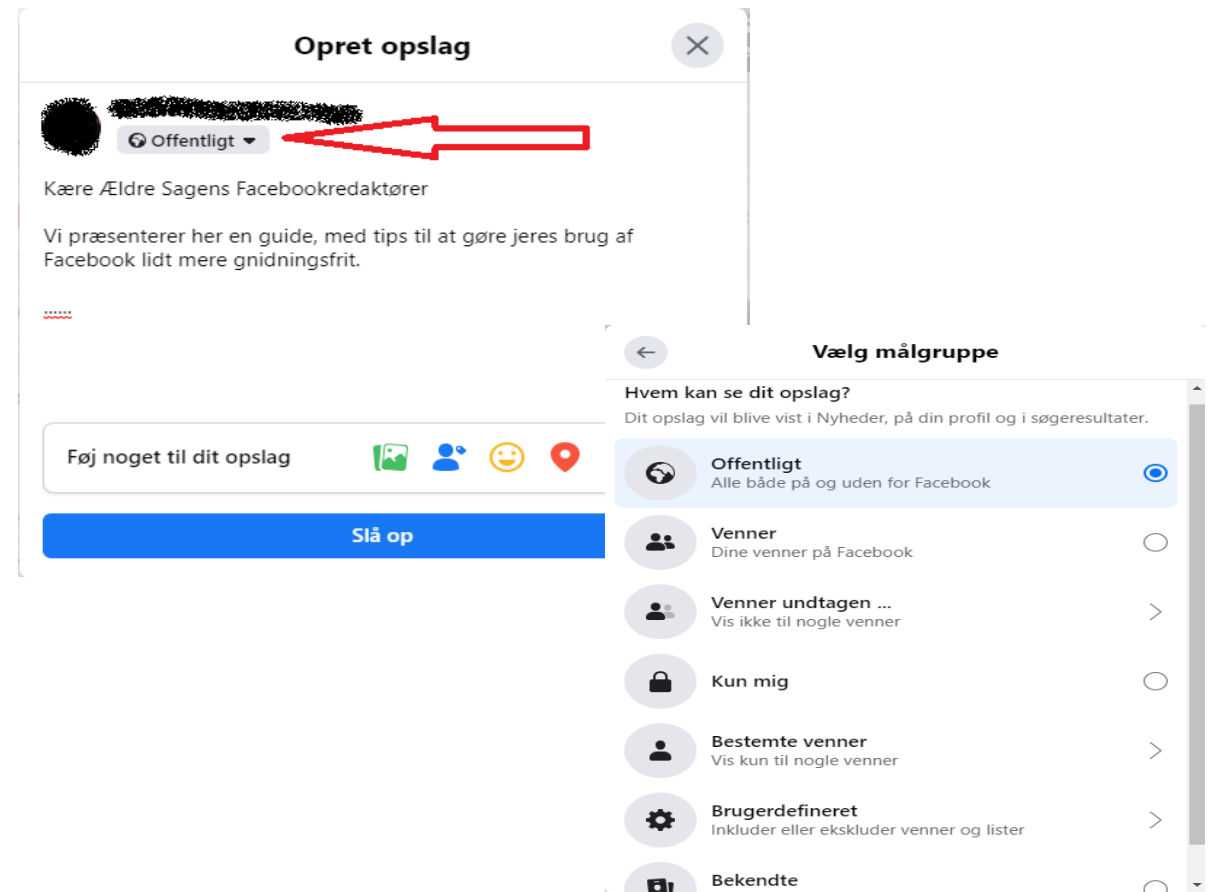 Opret opslag
Offentligt
Kære Ældre Sagens Facebookredaktører
Vi præsenterer her en guide, med tips til at gøre jeres brug af
Facebook lidt mere gnidningsfrit.
......
Føj noget til dit opslag
Slå op
Vælg målgruppe
Hvem kan se dit opslag?
Dit opslag vil blive vist i Nyheder, på din profil og i søgeresultater.
Offentligt
Alle både på og uden for Facebook
Venner
Dine venner på Facebook
Venner undtagen ...
Vis ikke til nogle venner
Kun mig
Bestemte venner
Vis kun til nogle venner
Brugerdefineret
Inkluder eller ekskluder venner og lister
Bekendte